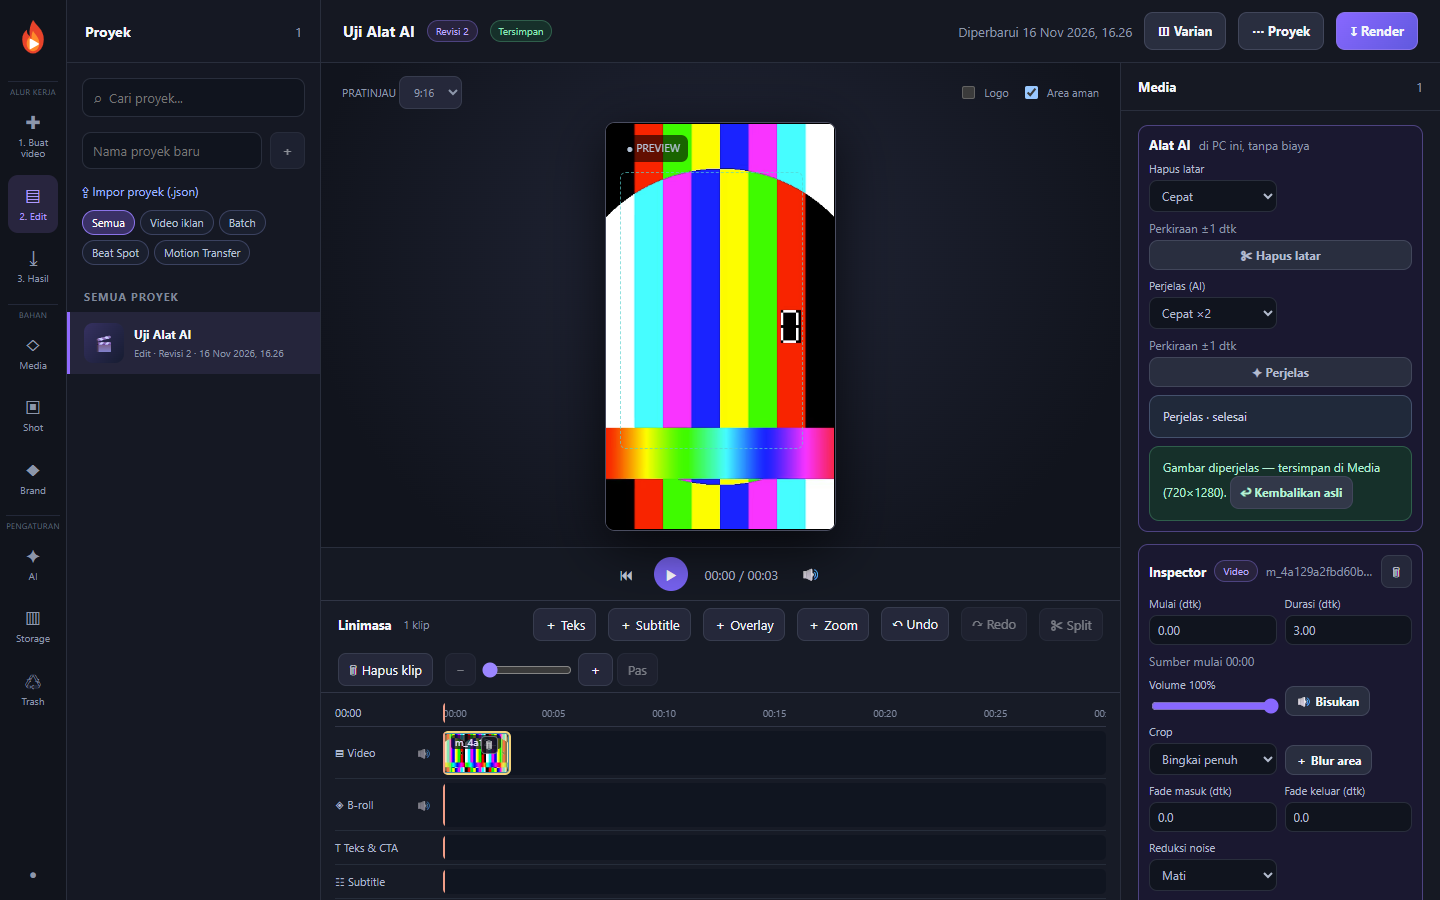 ALUR KERJA
1. Buat video
2. Edit
3. Hasil
BAHAN
Media
Shot
Brand
PENGATURAN
AI
Storage
Trash
Proyek 1
Cari proyek...
Nama proyek baru +
Impor proyek (.json)
Semua Video iklan Batch
Beat Spot Motion Transfer
SEMUA PROYEK
Uji Alat AI
Edit · Revisi 2 · 16 Nov 2026, 16.26
Uji Alat AI Revisi 2 Tersimpan Diperbarui 16 Nov 2026, 16.26 Varian Proyek Render
PRATINJAU 9:16 Logo Area aman
PREVIEW
0
00:00 / 00:03
Linimasa 1 klip + Teks + Subtitle + Overlay + Zoom Undo Redo Split
Hapus klip − + Pas
00:00 00:00 00:05 00:10 00:15 00:20 00:25 00:
Video
B-roll
T Teks & CTA
Subtitle
Media 1
Alat AI di PC ini, tanpa biaya
Hapus latar
Cepat
Perkiraan ±1 dtk
Hapus latar
Perjelas (AI)
Cepat ×2
Perkiraan ±1 dtk
Perjelas
Perjelas · selesai
Gambar diperjelas — tersimpan di Media
(720×1280). Kembalikan asli
Inspector Video m_4a129a2fbd60b...
Mulai (dtk) Durasi (dtk)
0.00 3.00
Sumber mulai 00:00
Volume 100%
Bisukan
Crop
Bingkai penuh + Blur area
Fade masuk (dtk) Fade keluar (dtk)
0.0 0.0
Reduksi noise
Mati